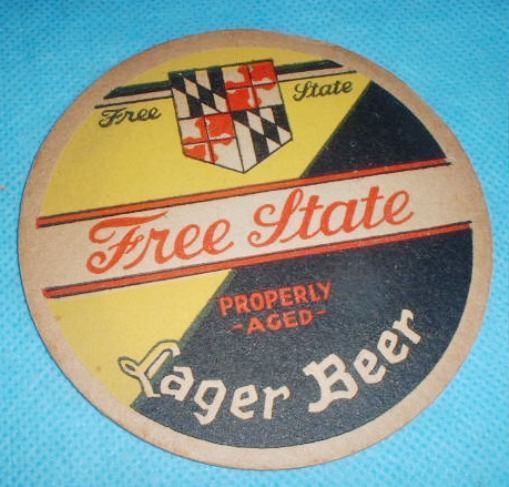 Free State
Free State
PROPERLY
-AGED-
Lager Beer